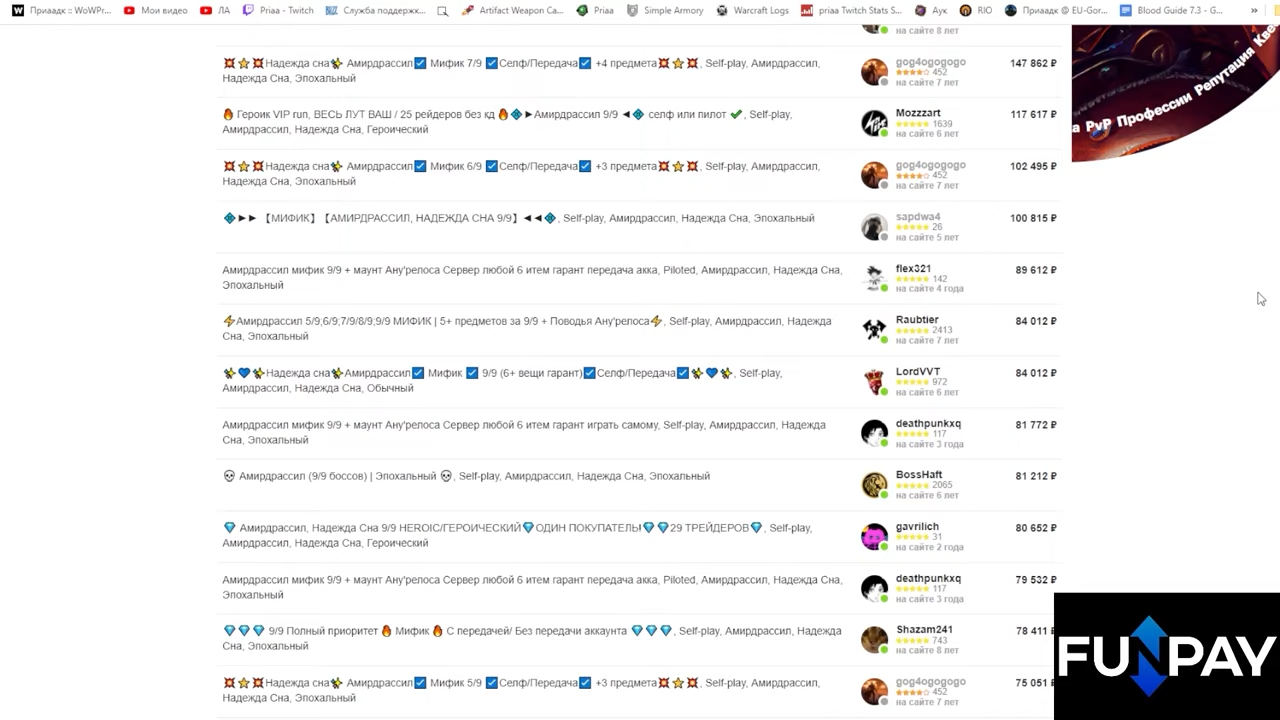 Приаадк :: WoWPr...
Мои видео
ЛА
Priaa - Twitch
Служба поддержк...
Artifact Weapon Ca...
Priaa
Simple Armory
Warcraft Logs
priaa Twitch Stats S...
Аук
RIO
Приаадк @ EU-Gor...
Blood Guide 7.3 - G...
»
на сайте 8 лет
💥⭐💥Надежда сна✨ Амирдрассил☑ Мифик 7/9 ☑Селф/Передача☑ +4 предмета💥⭐💥, Self-play, Амирдрассил,
Надежда Сна, Эпохальный
gog4ogogogo
★★★★☆ 452
на сайте 7 лет
147 862 ₽
🔥 Героик VIP run, ВЕСЬ ЛУТ ВАШ / 25 рейдеров без кд 🔥💠►Амирдрассил 9/9 ◄💠 селф или пилот ✔, Self-play,
Амирдрассил, Надежда Сна, Героический
Mozzzart
★★★★★ 1639
на сайте 6 лет
117 617 ₽
💥⭐💥Надежда сна✨ Амирдрассил☑ Мифик 6/9 ☑Селф/Передача☑ +3 предмета💥⭐💥, Self-play, Амирдрассил,
Надежда Сна, Эпохальный
gog4ogogogo
★★★★☆ 452
на сайте 7 лет
102 495 ₽
💠►►【МИФИК】【АМИРДРАССИЛ, НАДЕЖДА СНА 9/9】◄◄💠, Self-play, Амирдрассил, Надежда Сна, Эпохальный
sapdwa4
★★★★★ 26
на сайте 5 лет
100 815 ₽
Амирдрассил мифик 9/9 + маунт Ану'релоса Сервер любой 6 итем гарант передача акка, Piloted, Амирдрассил, Надежда Сна,
Эпохальный
flex321
★★★★★ 142
на сайте 4 года
89 612 ₽
⚡Амирдрассил 5/9;6/9;7/9/8/9;9/9 МИФИК | 5+ предметов за 9/9 + Поводья Ану'релоса⚡, Self-play, Амирдрассил, Надежда
Сна, Эпохальный
Raubtier
★★★★★ 2413
на сайте 7 лет
84 012 ₽
✨💙✨Надежда сна✨Амирдрассил☑ Мифик ☑ 9/9 (6+ вещи гарант)☑Селф/Передача☑✨💙✨, Self-play,
Амирдрассил, Надежда Сна, Обычный
LordVVT
★★★★★ 972
на сайте 6 лет
84 012 ₽
Амирдрассил мифик 9/9 + маунт Ану'релоса Сервер любой 6 итем гарант играть самому, Self-play, Амирдрассил, Надежда
Сна, Эпохальный
deathpunkxq
★★★★★ 117
на сайте 3 года
81 772 ₽
💀 Амирдрассил (9/9 боссов) | Эпохальный 💀, Self-play, Амирдрассил, Надежда Сна, Эпохальный
BossHaft
★★★★★ 2065
на сайте 6 лет
81 212 ₽
💎 Амирдрассил, Надежда Сна 9/9 HEROIC/ГЕРОИЧЕСКИЙ💎ОДИН ПОКУПАТЕЛЬ!💎 💎29 ТРЕЙДЕРОВ💎, Self-play,
Амирдрассил, Надежда Сна, Героический
gavrilich
★★★★★ 31
на сайте 2 года
80 652 ₽
Амирдрассил мифик 9/9 + маунт Ану'релоса Сервер любой 6 итем гарант передача акка, Piloted, Амирдрассил, Надежда Сна,
Эпохальный
deathpunkxq
★★★★★ 117
на сайте 3 года
79 532 ₽
💎💎💎 9/9 Полный приоритет 🔥 Мифик 🔥 С передачей/ Без передачи аккаунта 💎💎💎, Self-play, Амирдрассил, Надежда
Сна, Эпохальный
Shazam241
★★★★★ 743
на сайте 8 лет
78 411 ₽
💥⭐💥Надежда сна✨ Амирдрассил☑ Мифик 5/9 ☑Селф/Передача☑ +3 предмета💥⭐💥, Self-play, Амирдрассил,
Надежда Сна, Эпохальный
gog4ogogogo
★★★★☆ 452
на сайте 7 лет
75 051 ₽
а PvP Профессии Репутация Кве
FUNPAY